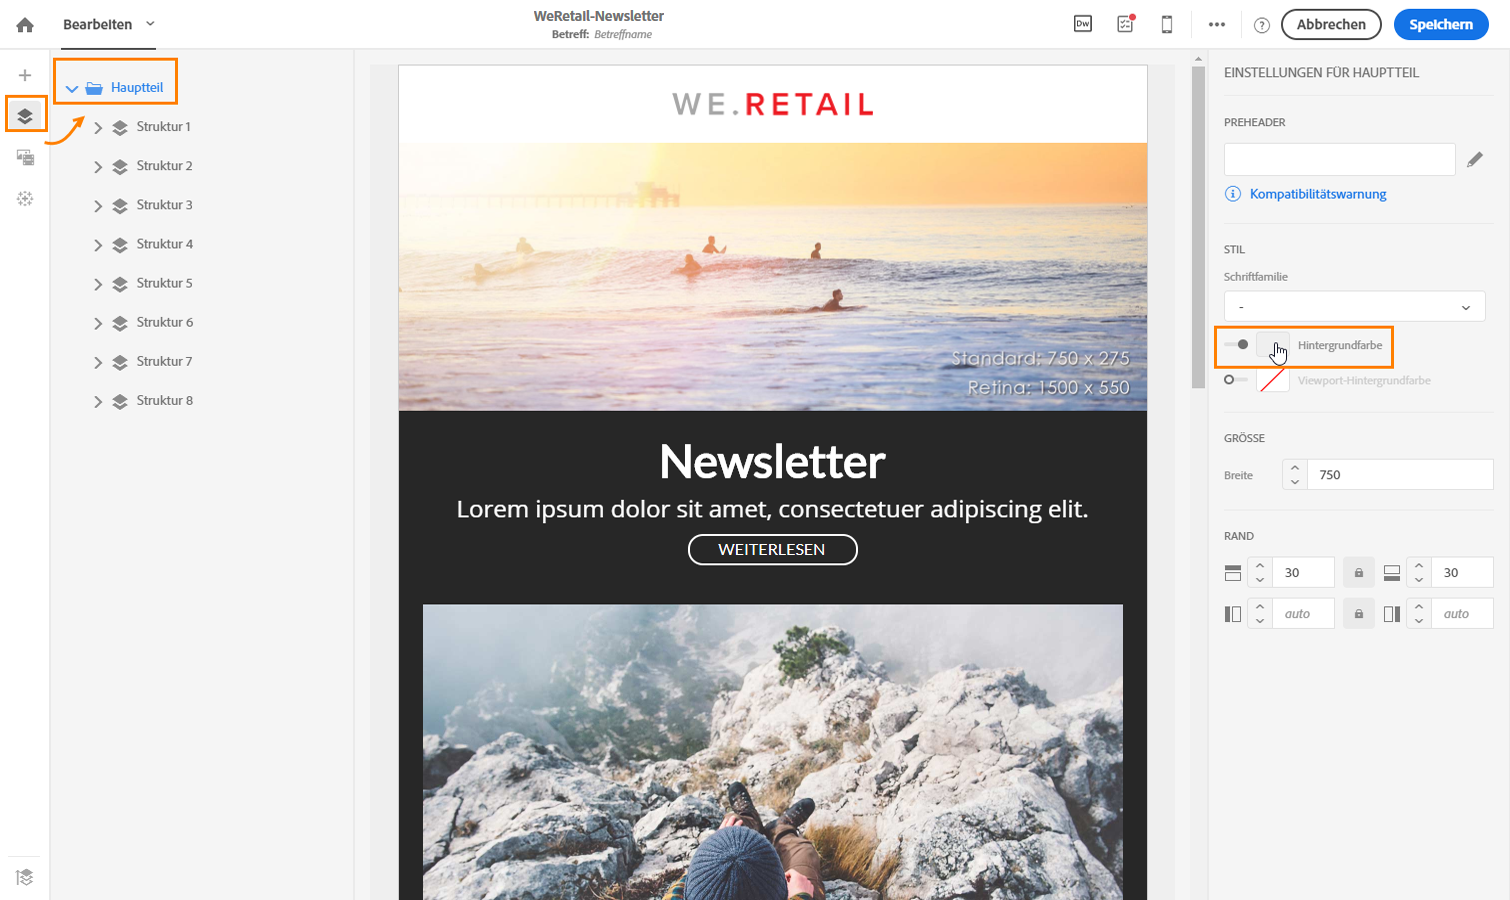 Bearbeiten
WeRetail-Newsletter
Betreff: Betreffname
Dw
?
Abbrechen
Speichern
Hauptteil
Struktur 1
Struktur 2
Struktur 3
Struktur 4
Struktur 5
Struktur 6
Struktur 7
Struktur 8
WE.RETAIL
Standard: 750 x 275
Retina: 1500 x 550
Newsletter
Lorem ipsum dolor sit amet, consectetuer adipiscing elit.
WEITERLESEN
EINSTELLUNGEN FÜR HAUPTTEIL
PREHEADER
Kompatibilitätswarnung
STIL
Schriftfamilie
-
Hintergrundfarbe
Viewport-Hintergrundfarbe
GRÖSSE
Breite 750
RAND
30 30
auto auto